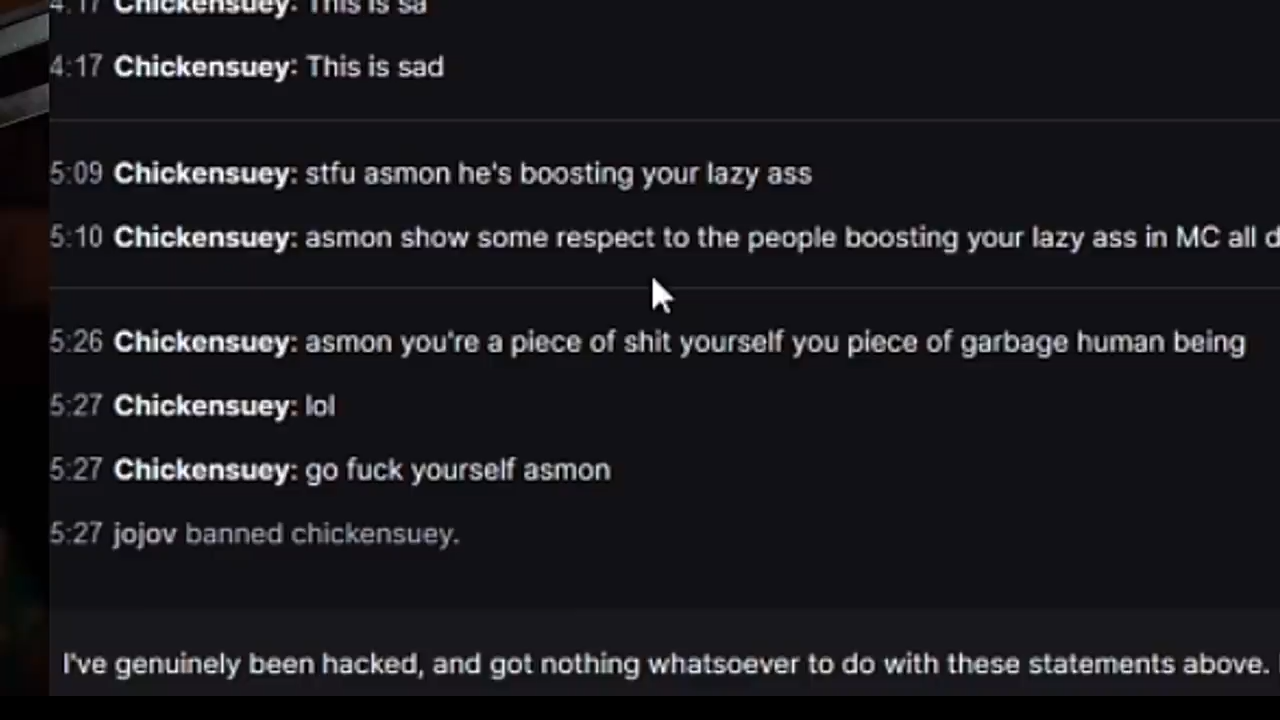 4:17 Chickensuey: This is sa
4:17 Chickensuey: This is sad
5:09 Chickensuey: stfu asmon he's boosting your lazy ass
5:10 Chickensuey: asmon show some respect to the people boosting your lazy ass in MC all d
5:26 Chickensuey: asmon you're a piece of shit yourself you piece of garbage human being
5:27 Chickensuey: lol
5:27 Chickensuey: go fuck yourself asmon
5:27 jojov banned chickensuey.
I've genuinely been hacked, and got nothing whatsoever to do with these statements above.